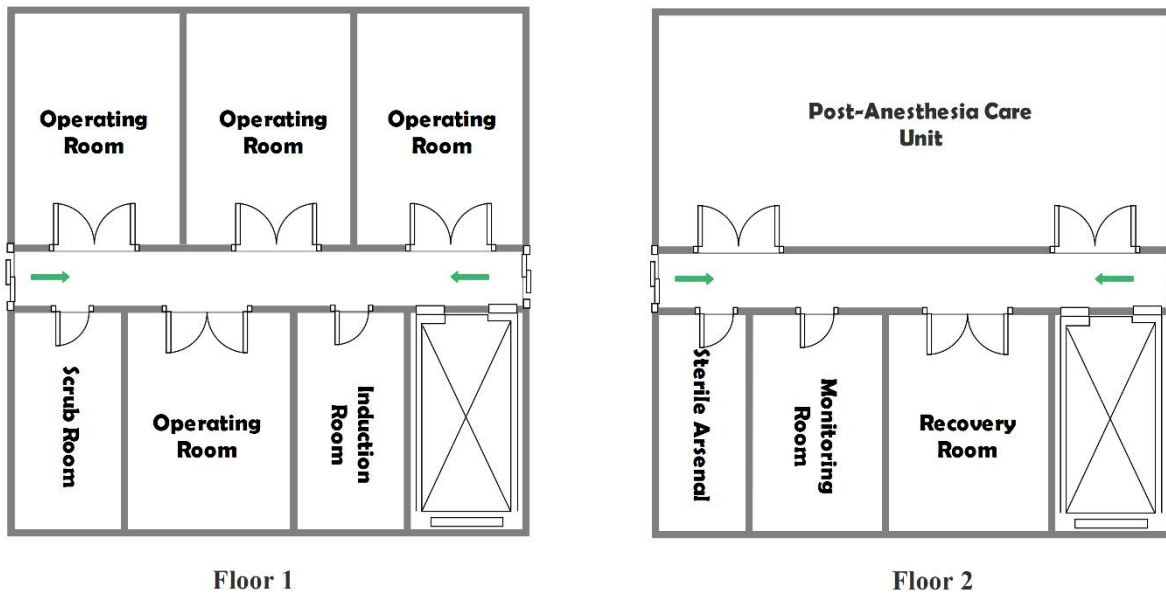 Operating
Room
Operating
Room
Operating
Room
Scrub Room
Operating
Room
Induction
Room
Floor 1
Post-Anesthesia Care
Unit
Sterile Arsenal
Monitoring
Room
Recovery
Room
Floor 2